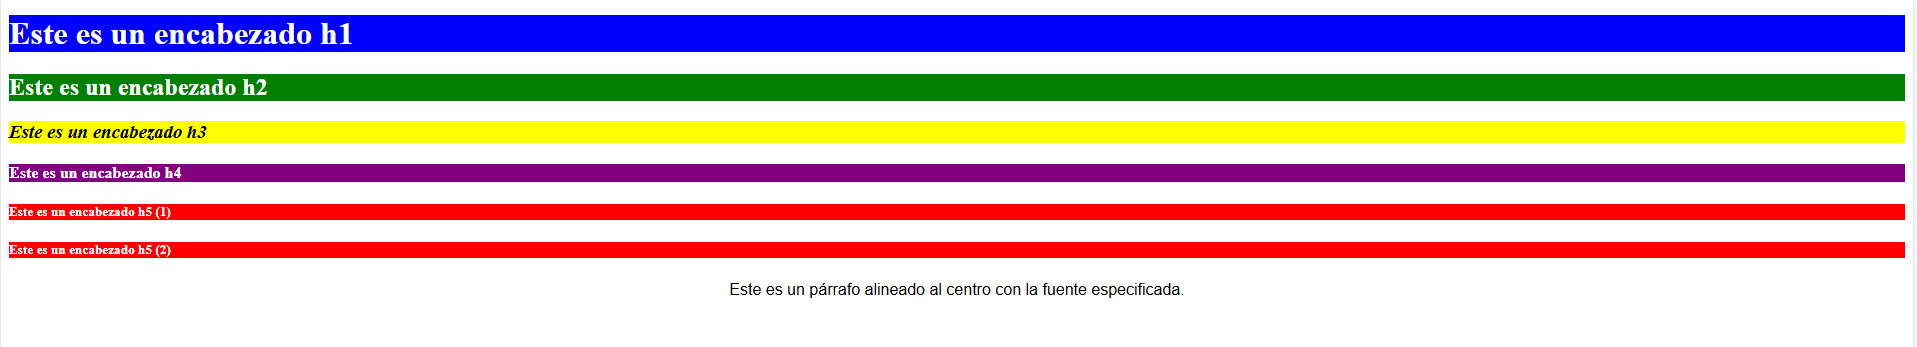 Este es un encabezado h1
Este es un encabezado h2
Este es un encabezado h3
Este es un encabezado h4
Este es un encabezado h5 (1)
Este es un encabezado h5 (2)
Este es un párrafo alineado al centro con la fuente especificada.